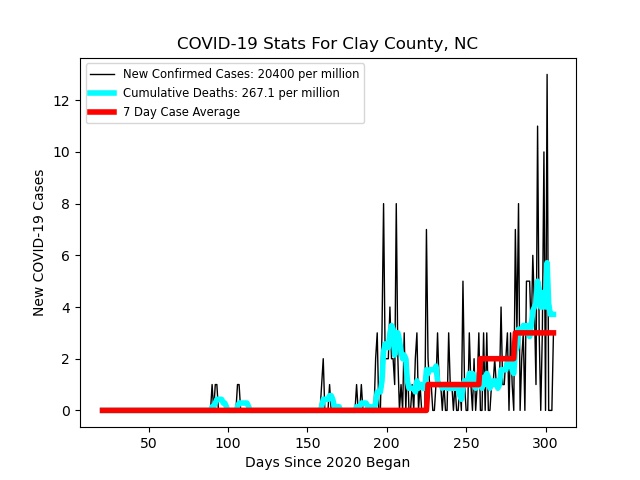 COVID-19 Stats For Clay County, NC
New Confirmed Cases: 20400 per million
Cumulative Deaths: 267.1 per million
7 Day Case Average
New COVID-19 Cases
12
10
8
6
4
2
0
50 100 150 200 250 300
Days Since 2020 Began